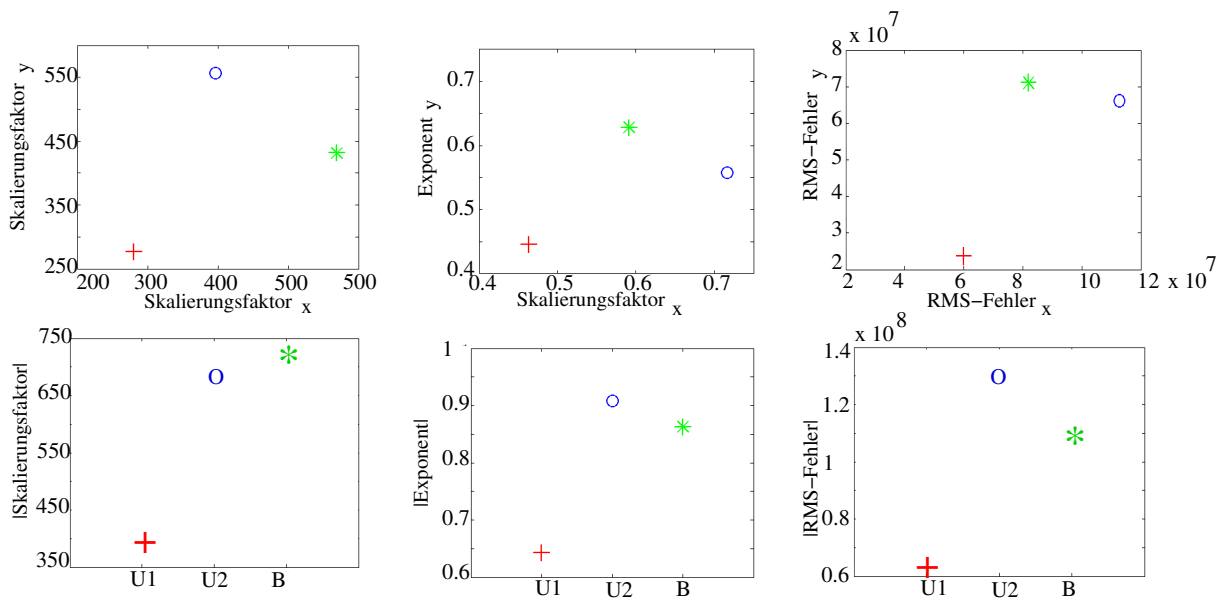 Skalierungsfaktor y
550
450
350
250
200 300 400 500 500
Skalierungsfaktor x
Exponent y
0.7
0.6
0.5
0.4
0.4 0.5 0.6 0.7
Skalierungsfaktor x
x 10 7
RMS−Fehler y
8
7
6
5
4
3
2
2 4 6 8 10 12 x 10 7
RMS−Fehler x
|Skalierungsfaktor|
750
650
550
450
350
U1 U2 B
|Exponent|
1
0.9
0.8
0.7
0.6
U1 U2 B
x 10 8
|RMS−Fehler|
1.4
1.2
1
0.8
0.6
U1 U2 B